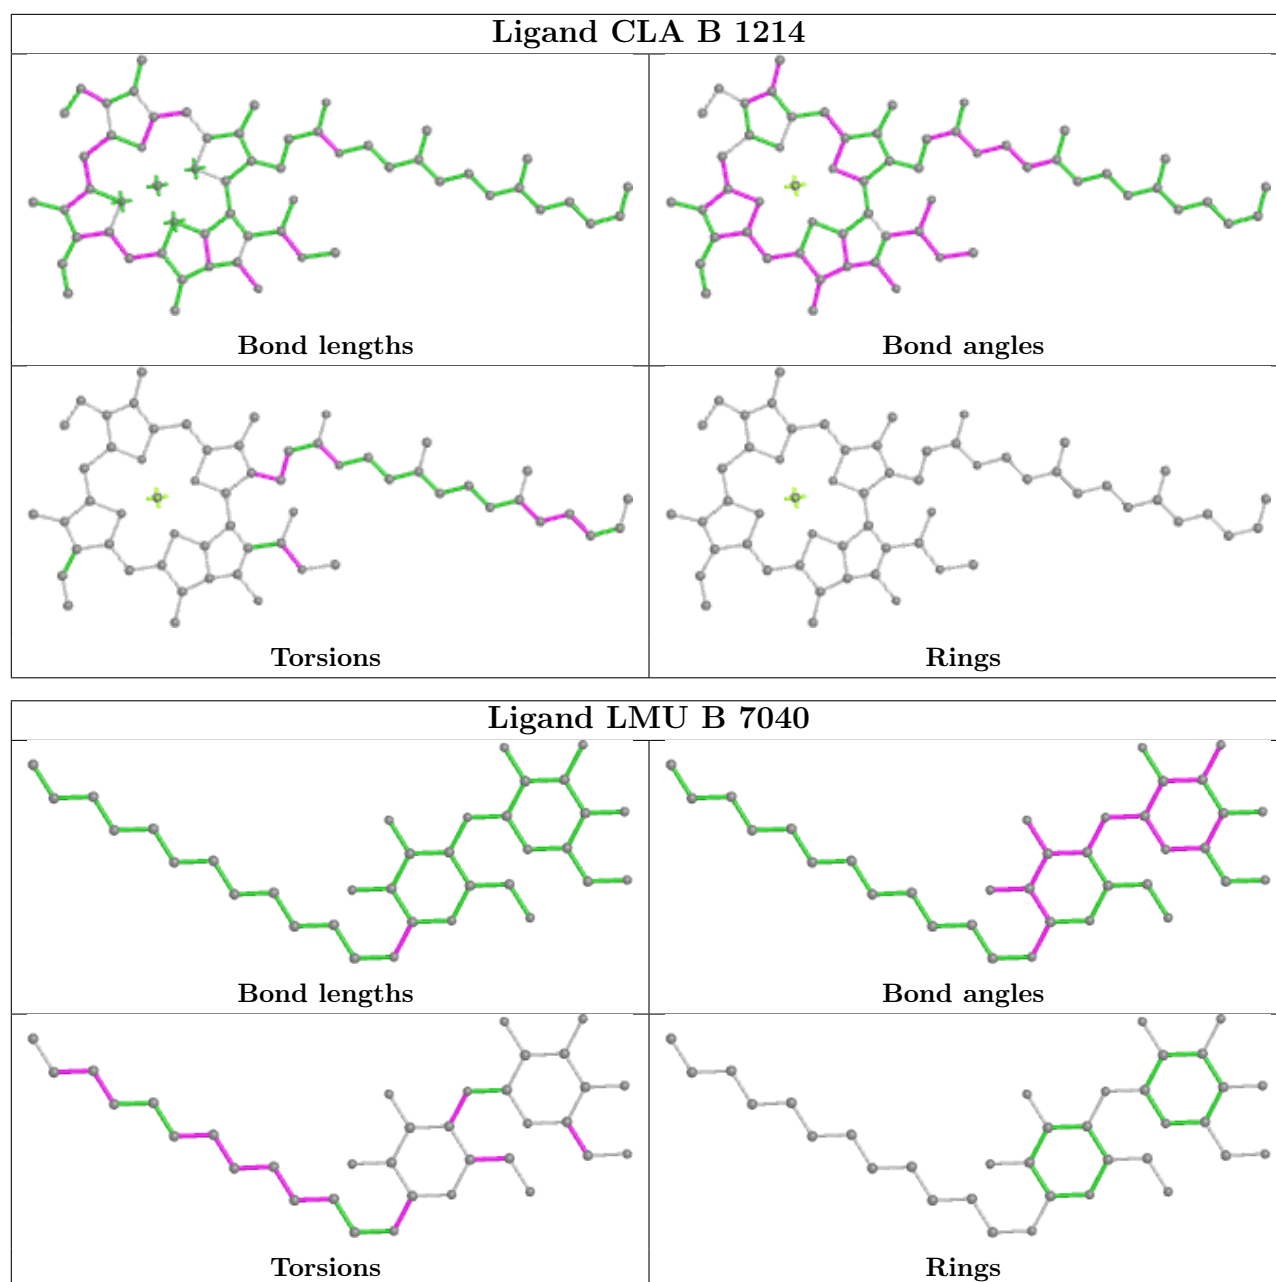 Ligand CLA B 1214
Bond lengths
Bond angles
Torsions
Rings
Ligand LMU B 7040
Bond lengths
Bond angles
Torsions
Rings